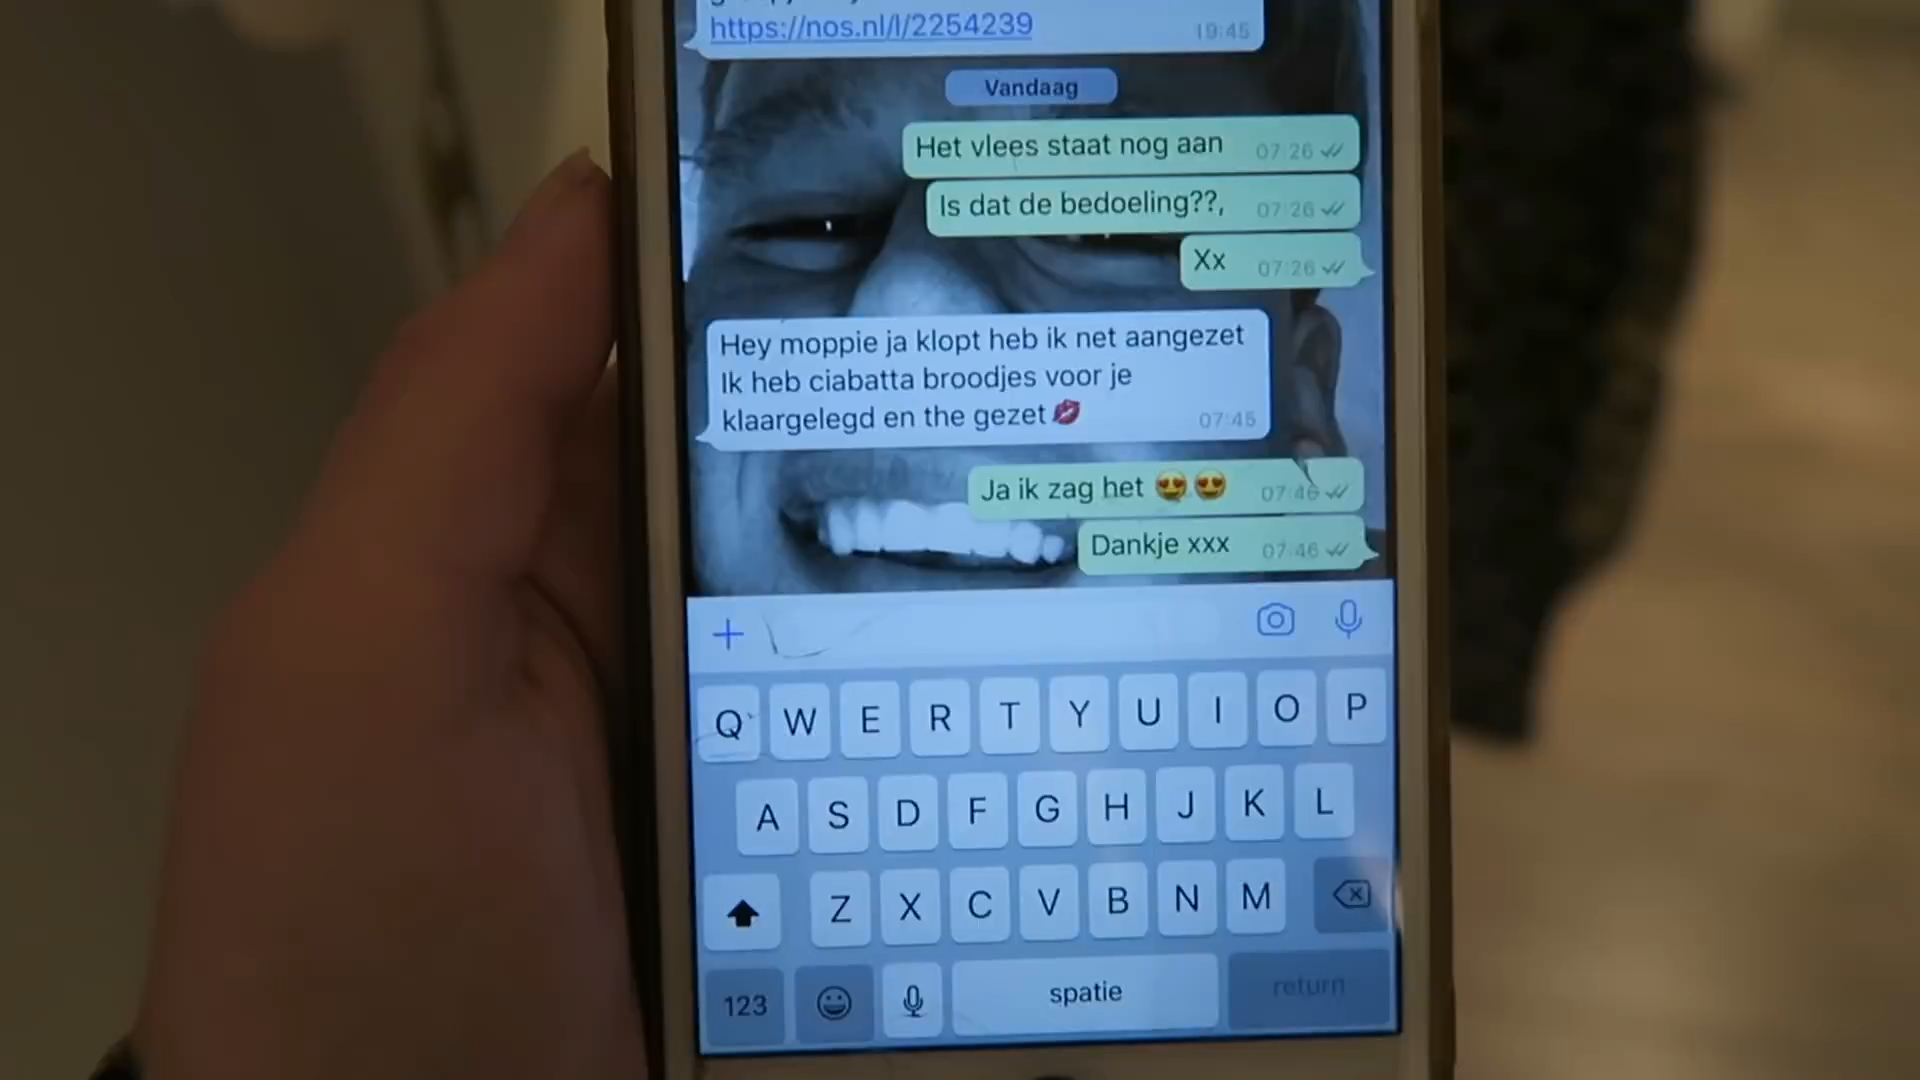 https://nos.nl/l/2254239
19:45
Vandaag
Het vlees staat nog aan 07:26
Is dat de bedoeling??, 07:26
Xx 07:26
Hey moppie ja klopt heb ik net aangezet
Ik heb ciabatta broodjes voor je
klaargelegd en the gezet💋 07:45
Ja ik zag het 😍😍 07:46
Dankje xxx 07:46
Q W E R T Y U I O P
A S D F G H J K L
Z X C V B N M
123 spatie return